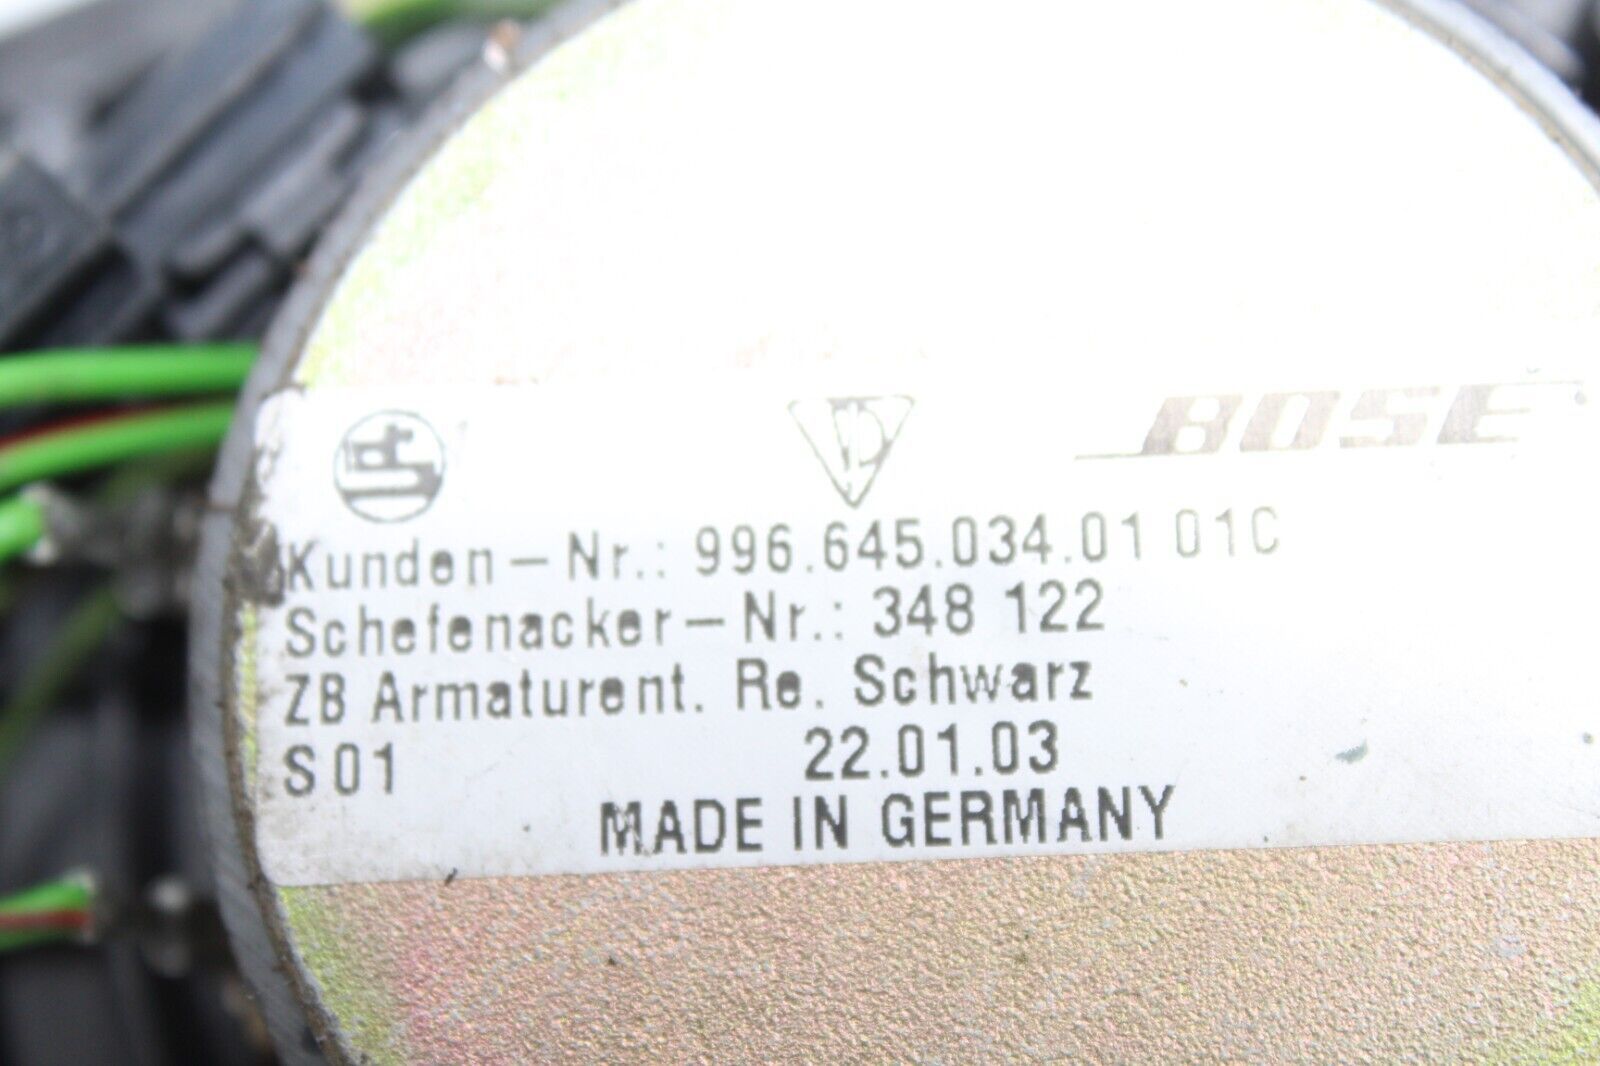 BOSE
Kunden-Nr.: 996.645.034.01 01C
Schefenacker-Nr.: 348 122
ZB Armaturent. Re. Schwarz
S01 22.01.03
MADE IN GERMANY